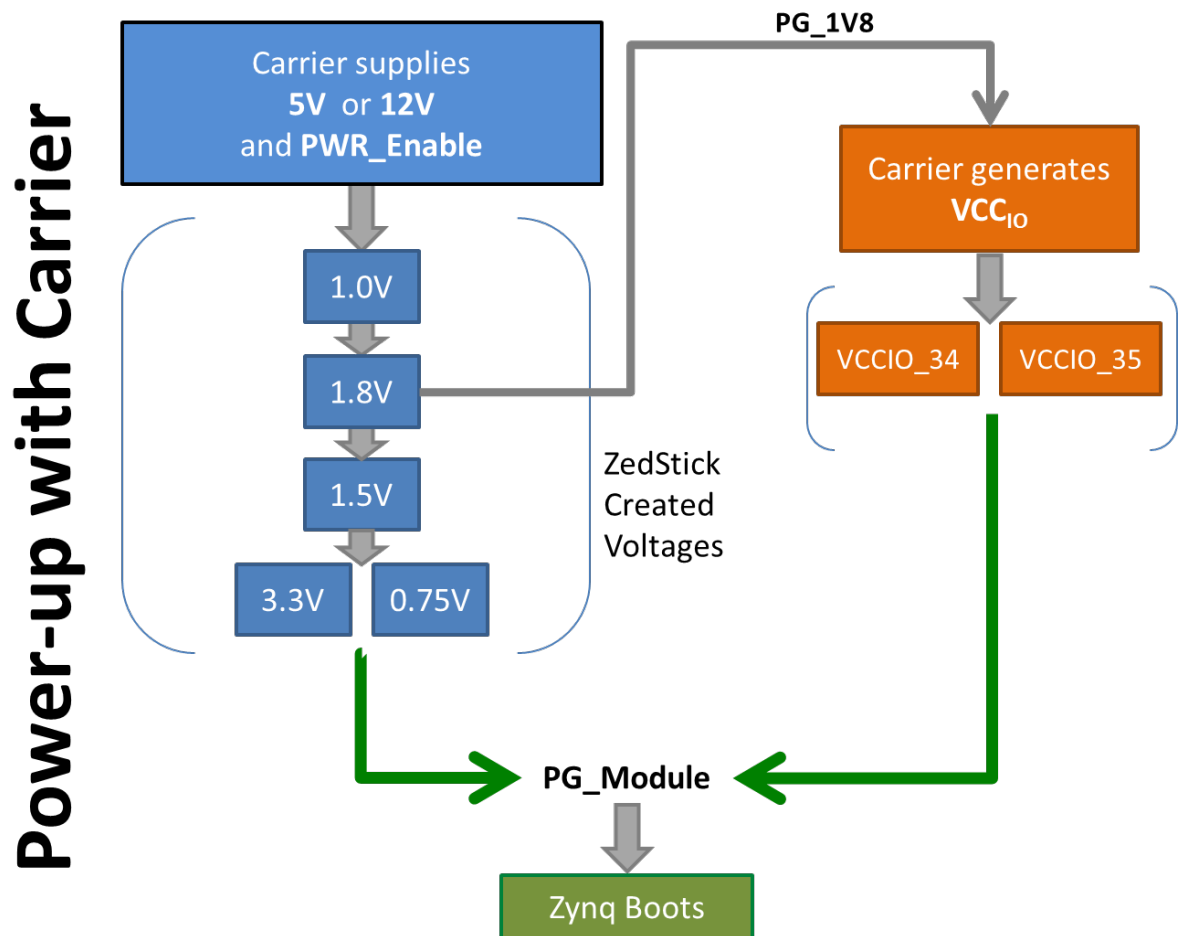 Power-up with Carrier
Carrier supplies
5V or 12V
and PWR_Enable
1.0V
1.8V
1.5V
3.3V
0.75V
ZedStick
Created
Voltages
PG_1V8
Carrier generates
VCCIO
VCCIO_34
VCCIO_35
PG_Module
Zynq Boots